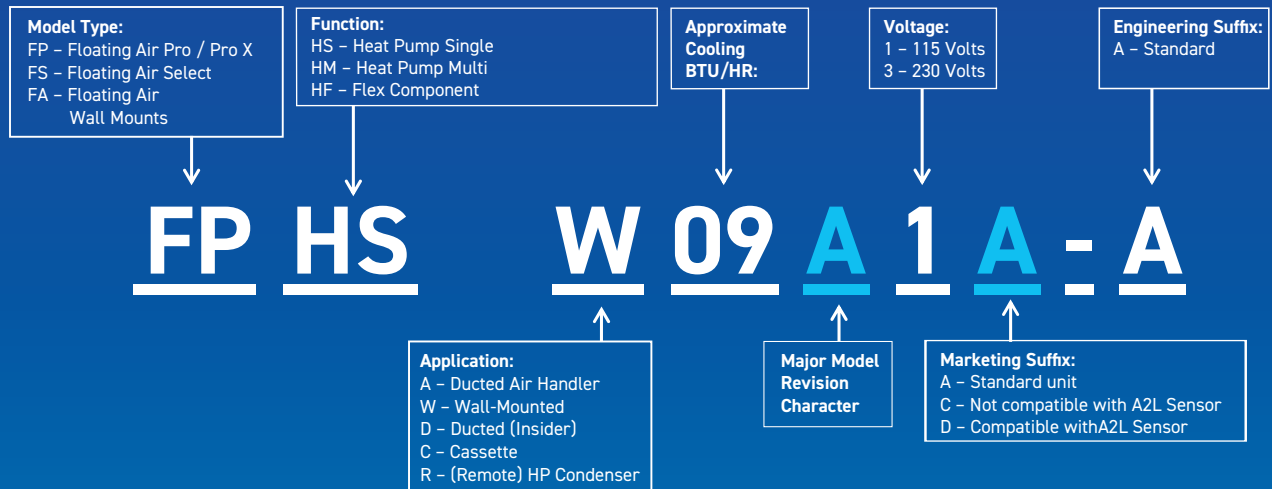 Model Type:
FP – Floating Air Pro / Pro X
FS – Floating Air Select
FA – Floating Air
Wall Mounts
Function:
HS – Heat Pump Single
HM – Heat Pump Multi
HF – Flex Component
Approximate
Cooling
BTU/HR:
Voltage:
1 – 115 Volts
3 – 230 Volts
Engineering Suffix:
A – Standard
FP HS W 09 A 1 A - A
Application:
A – Ducted Air Handler
W – Wall-Mounted
D – Ducted (Insider)
C – Cassette
R – (Remote) HP Condenser
Major Model
Revision
Character
Marketing Suffix:
A – Standard unit
C – Not compatible with A2L Sensor
D – Compatible withA2L Sensor